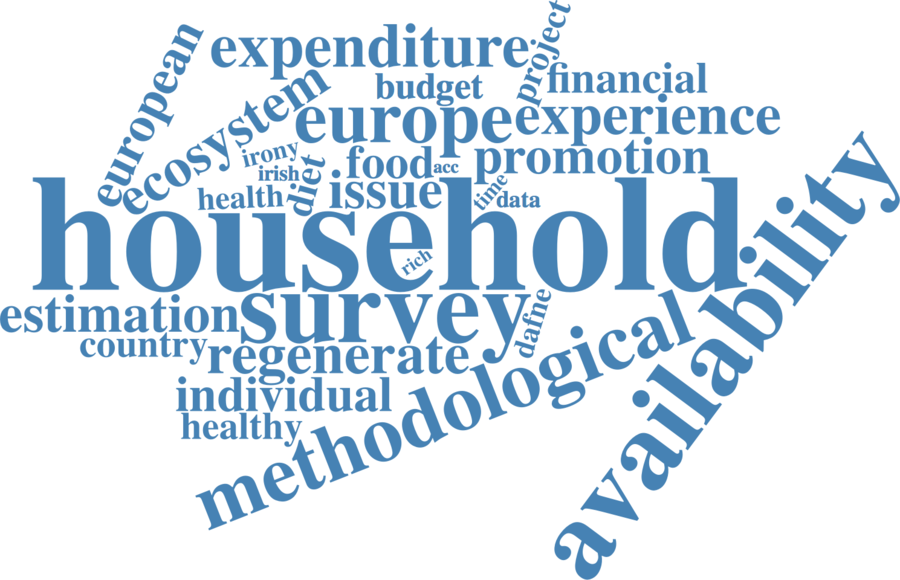 project
european
expenditure
financial
budget
ecosystem
europe
experience
irony
food
acc
promotion
irish
diet
health
issue
time
data
household
rich
availability
estimation
survey
dafne
country
regenerate
methodological
individual
healthy